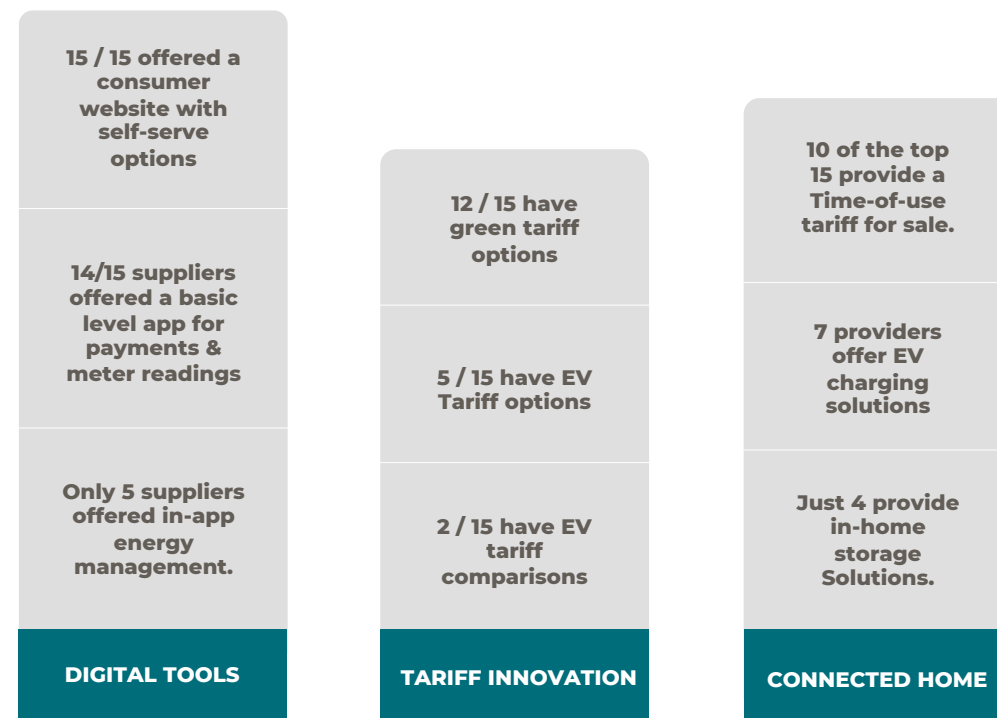 15 / 15 offered a
consumer
website with
self-serve
options
14/15 suppliers
offered a basic
level app for
payments &
meter readings
Only 5 suppliers
offered in-app
energy
management.
DIGITAL TOOLS
12 / 15 have
green tariff
options
5 / 15 have EV
Tariff options
2 / 15 have EV
tariff
comparisons
TARIFF INNOVATION
10 of the top
15 provide a
Time-of-use
tariff for sale.
7 providers
offer EV
charging
solutions
Just 4 provide
in-home
storage
Solutions.
CONNECTED HOME